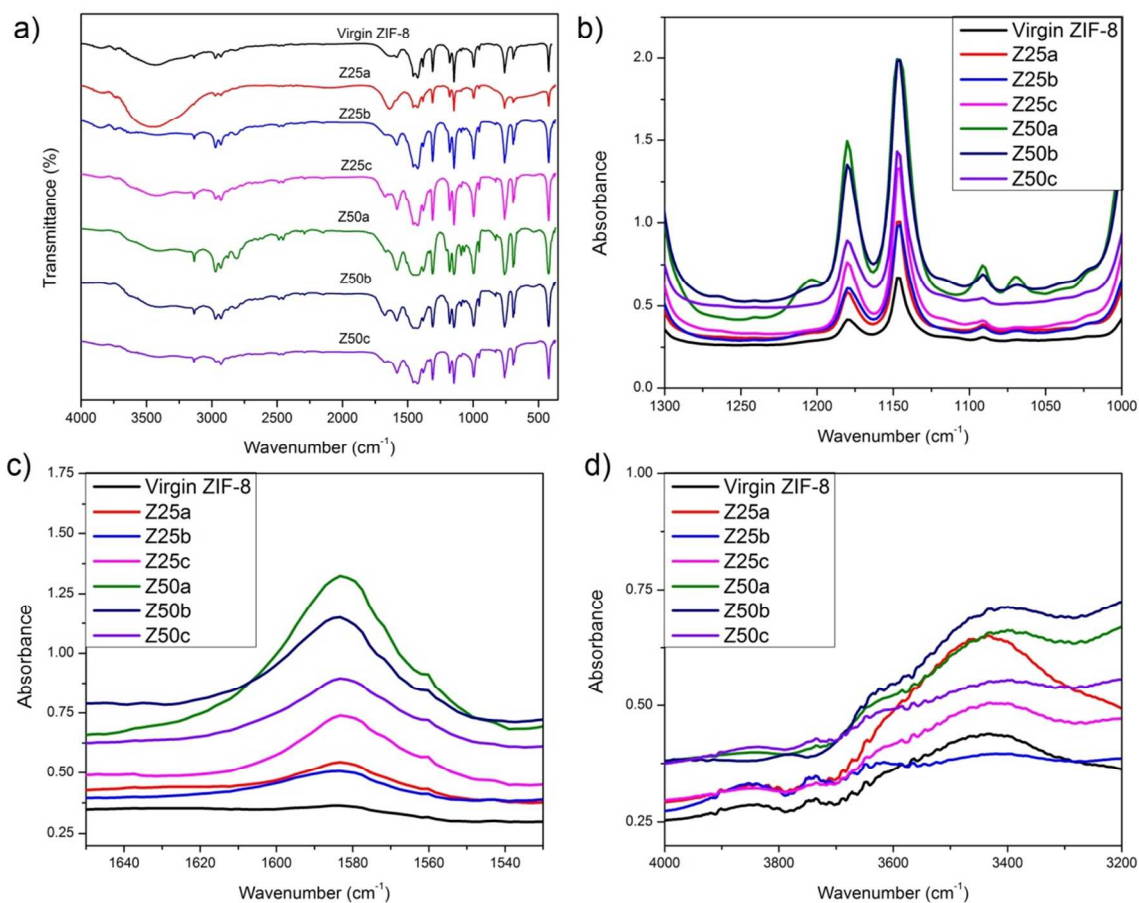 a)
Virgin ZIF-8
Z25a
Z25b
Z25c
Z50a
Z50b
Z50c
Transmittance (%)
4000 3500 3000 2500 2000 1500 1000 500
Wavenumber (cm⁻¹)
b)
Virgin ZIF-8
Z25a
Z25b
Z25c
Z50a
Z50b
Z50c
2.0
1.5
1.0
0.5
0.0
Absorbance
1300 1250 1200 1150 1100 1050 1000
Wavenumber (cm⁻¹)
c)
Virgin ZIF-8
Z25a
Z25b
Z25c
Z50a
Z50b
Z50c
1.75
1.50
1.25
1.00
0.75
0.50
0.25
Absorbance
1640 1620 1600 1580 1560 1540
Wavenumber (cm⁻¹)
d)
Virgin ZIF-8
Z25a
Z25b
Z25c
Z50a
Z50b
Z50c
1.00
0.75
0.50
0.25
Absorbance
4000 3800 3600 3400 3200
Wavenumber (cm⁻¹)